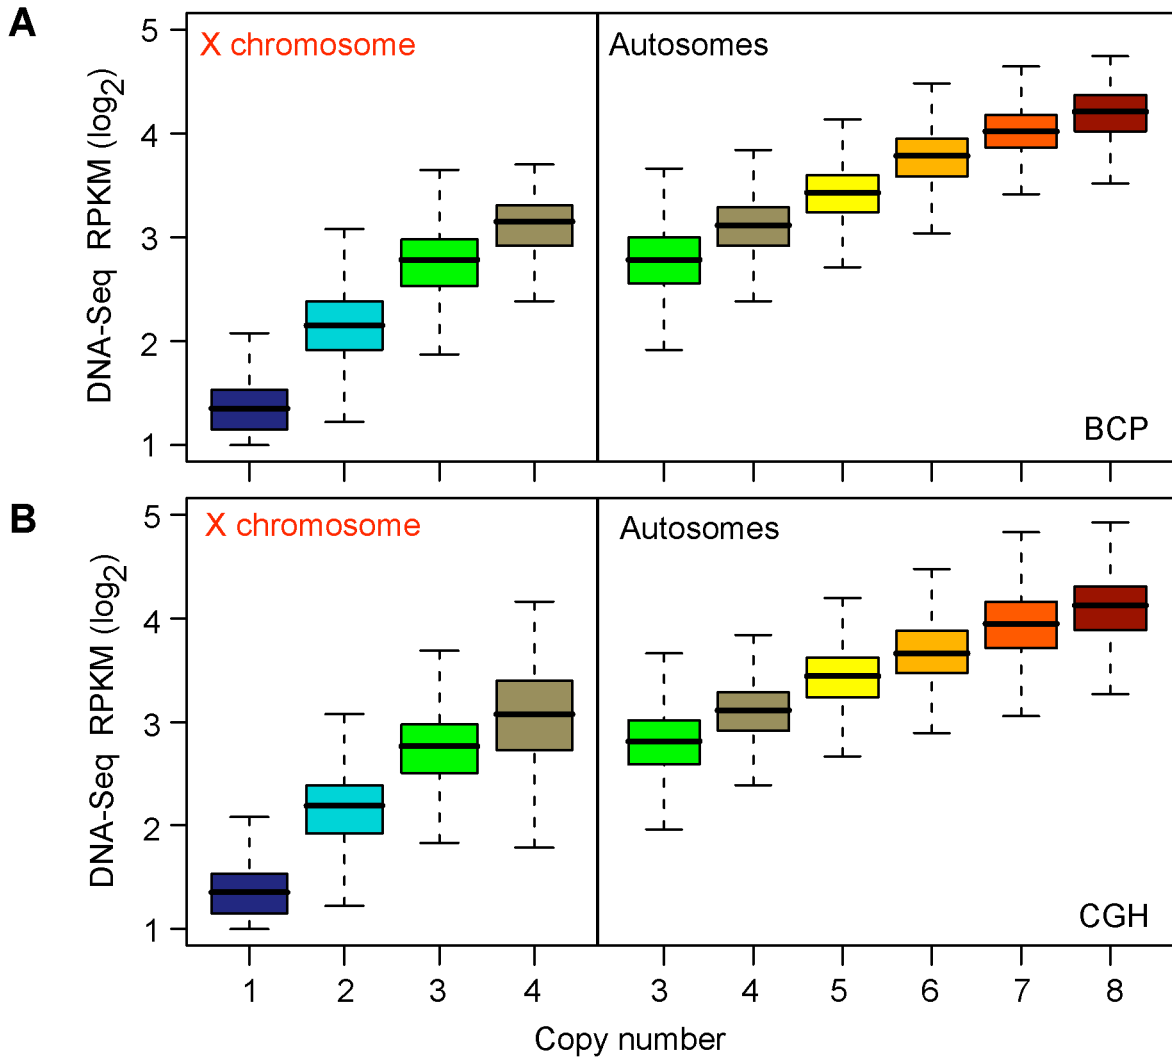 A
X chromosome
Autosomes
DNA-Seq RPKM (log2)
5
4
3
2
1
BCP
B
X chromosome
Autosomes
DNA-Seq RPKM (log2)
5
4
3
2
1
CGH
1 2 3 4 3 4 5 6 7 8
Copy number